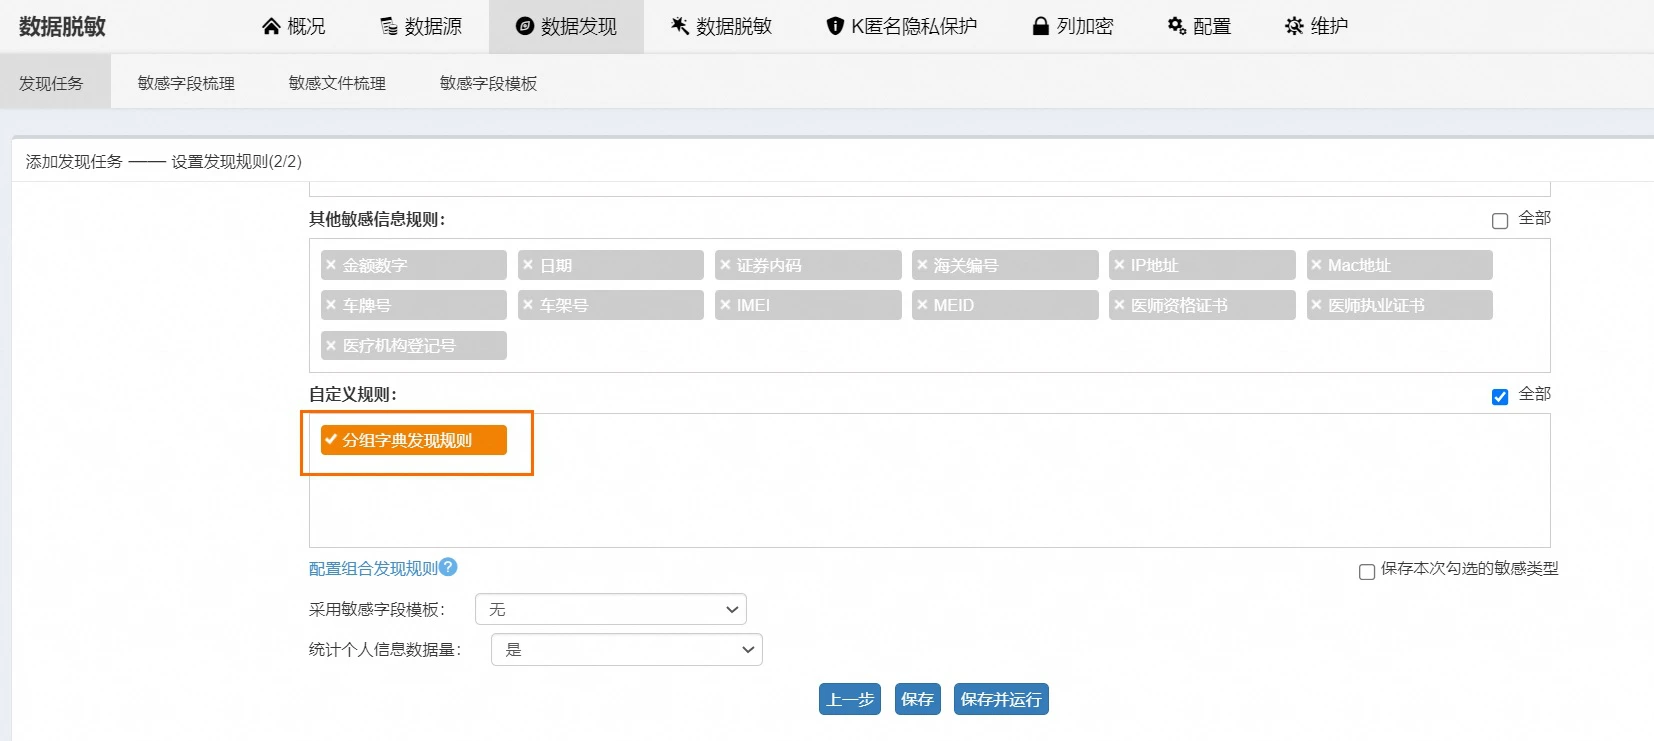 数据脱敏 概况 数据源 数据发现 数据脱敏 K匿名隐私保护 列加密 配置 维护
发现任务 敏感字段梳理 敏感文件梳理 敏感字段模板
添加发现任务 —— 设置发现规则(2/2)
其他敏感信息规则： 全部
金额数字 日期 证券内码 海关编号 IP地址 Mac地址
车牌号 车架号 IMEI MEID 医师资格证书 医师执业证书
医疗机构登记号
自定义规则： 全部
分组字典发现规则
配置组合发现规则? 保存本次勾选的敏感类型
采用敏感字段模板： 无
统计个人信息数据量： 是
上一步 保存 保存并运行